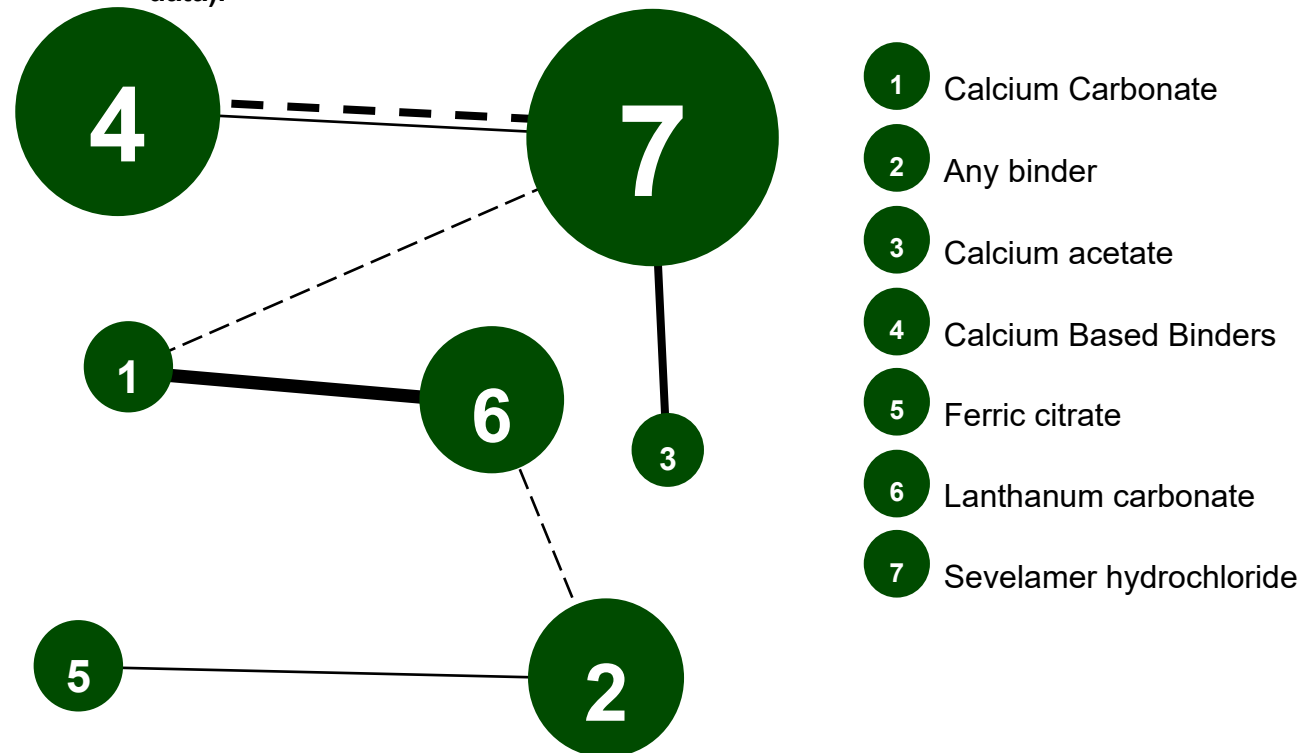 4
7
1
6
3
5
2
1 Calcium Carbonate
2 Any binder
3 Calcium acetate
4 Calcium Based Binders
5 Ferric citrate
6 Lanthanum carbonate
7 Sevelamer hydrochloride